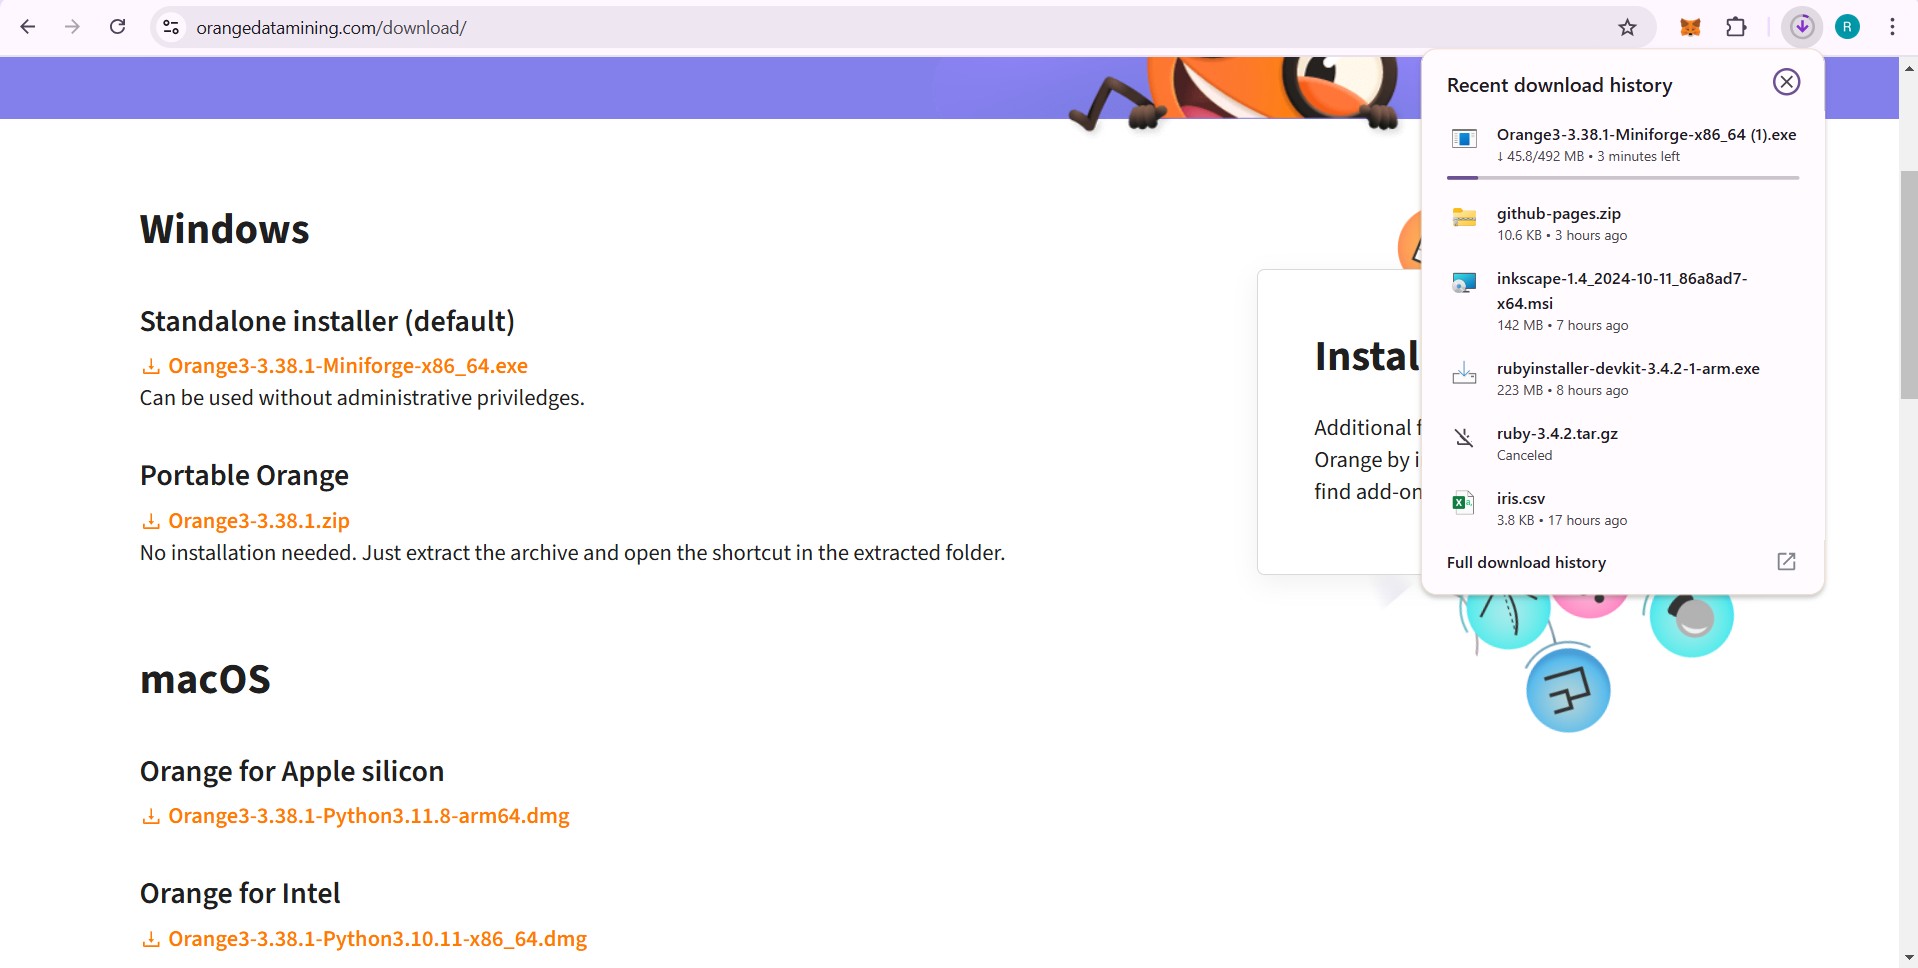 orangedatamining.com/download/
R
Recent download history
Orange3-3.38.1-Miniforge-x86_64 (1).exe
↓ 45.8/492 MB • 3 minutes left
github-pages.zip
10.6 KB • 3 hours ago
inkscape-1.4_2024-10-11_86a8ad7-
x64.msi
142 MB • 7 hours ago
rubyinstaller-devkit-3.4.2-1-arm.exe
223 MB • 8 hours ago
ruby-3.4.2.tar.gz
Canceled
iris.csv
3.8 KB • 17 hours ago
Full download history
Windows
Standalone installer (default)
Orange3-3.38.1-Miniforge-x86_64.exe
Can be used without administrative priviledges.
Portable Orange
Orange3-3.38.1.zip
No installation needed. Just extract the archive and open the shortcut in the extracted folder.
Instal
Additional f
Orange by i
find add-on
macOS
Orange for Apple silicon
Orange3-3.38.1-Python3.11.8-arm64.dmg
Orange for Intel
Orange3-3.38.1-Python3.10.11-x86_64.dmg